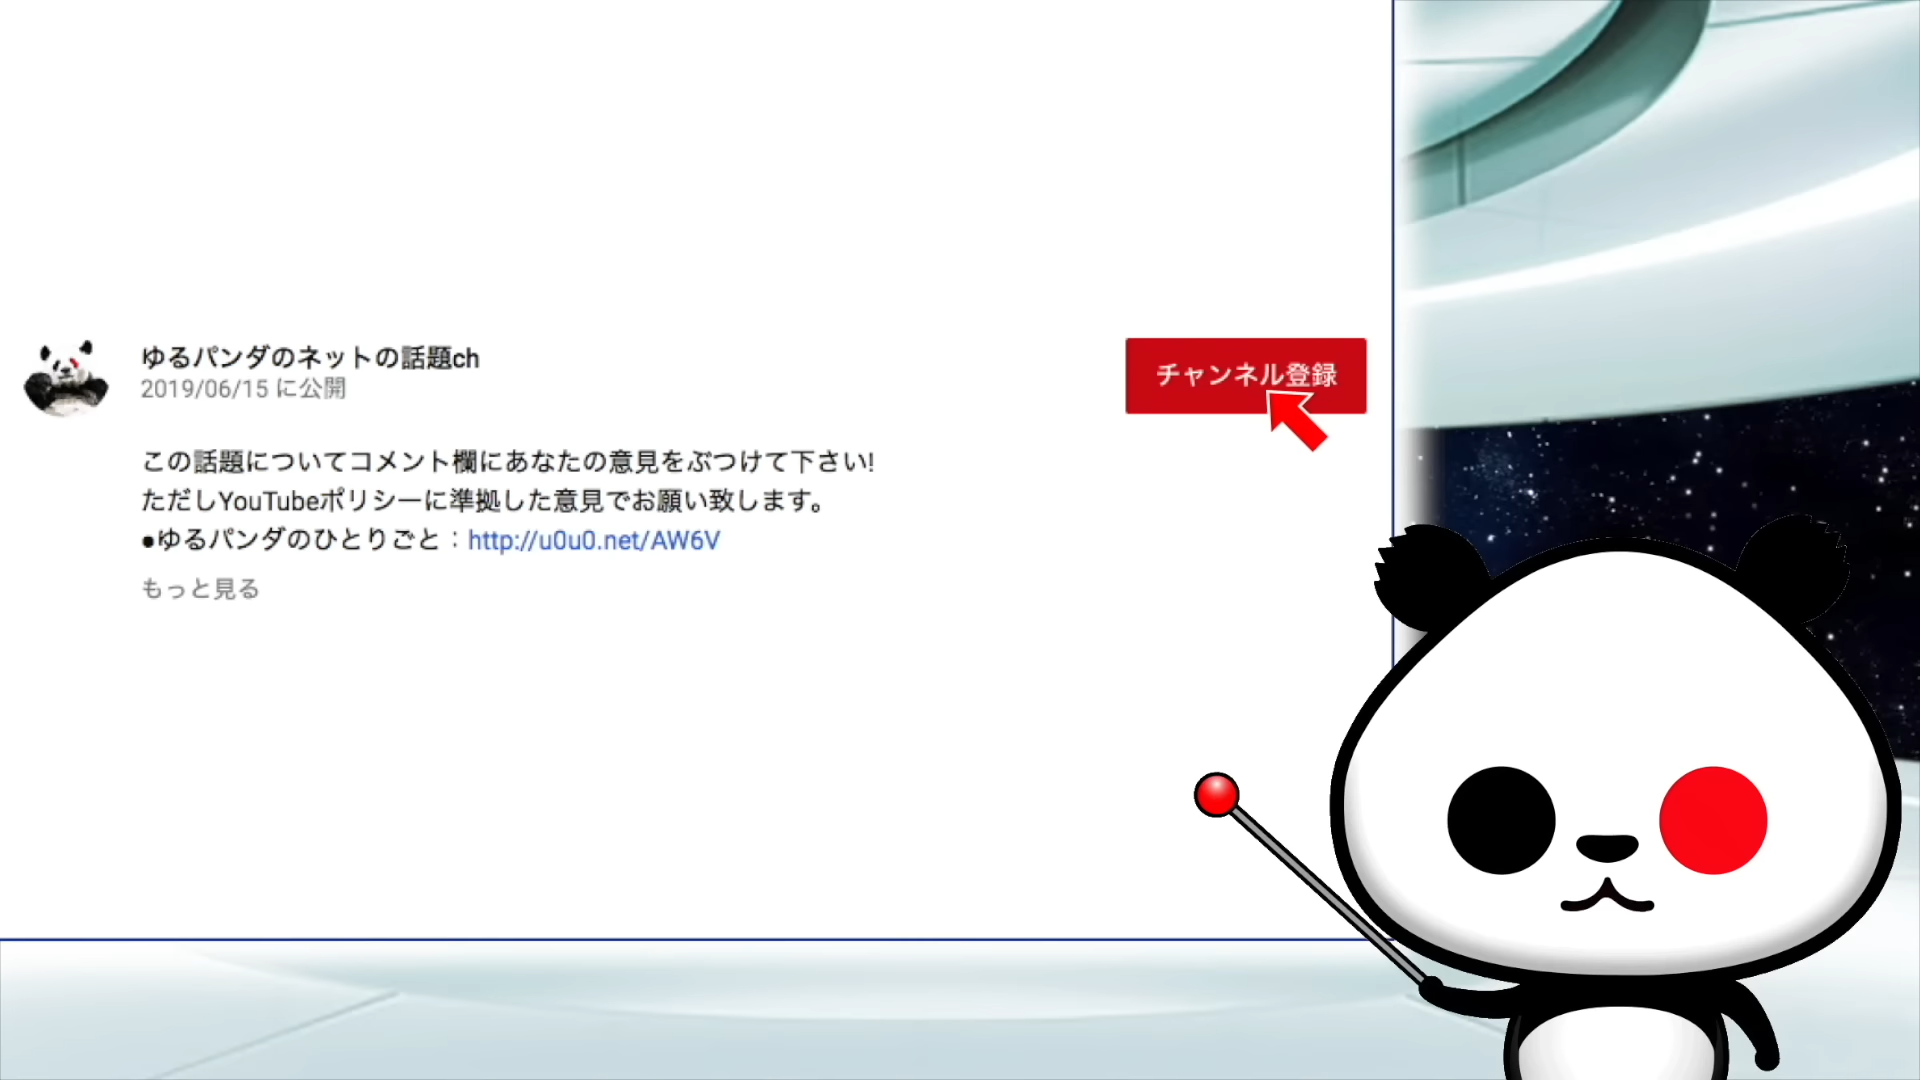 ゆるパンダのネットの話題ch
2019/06/15 に公開
チャンネル登録
この話題についてコメント欄にあなたの意見をぶつけて下さい!
ただしYouTubeポリシーに準拠した意見でお願い致します。
●ゆるパンダのひとりごと：http://u0u0.net/AW6V
もっと見る